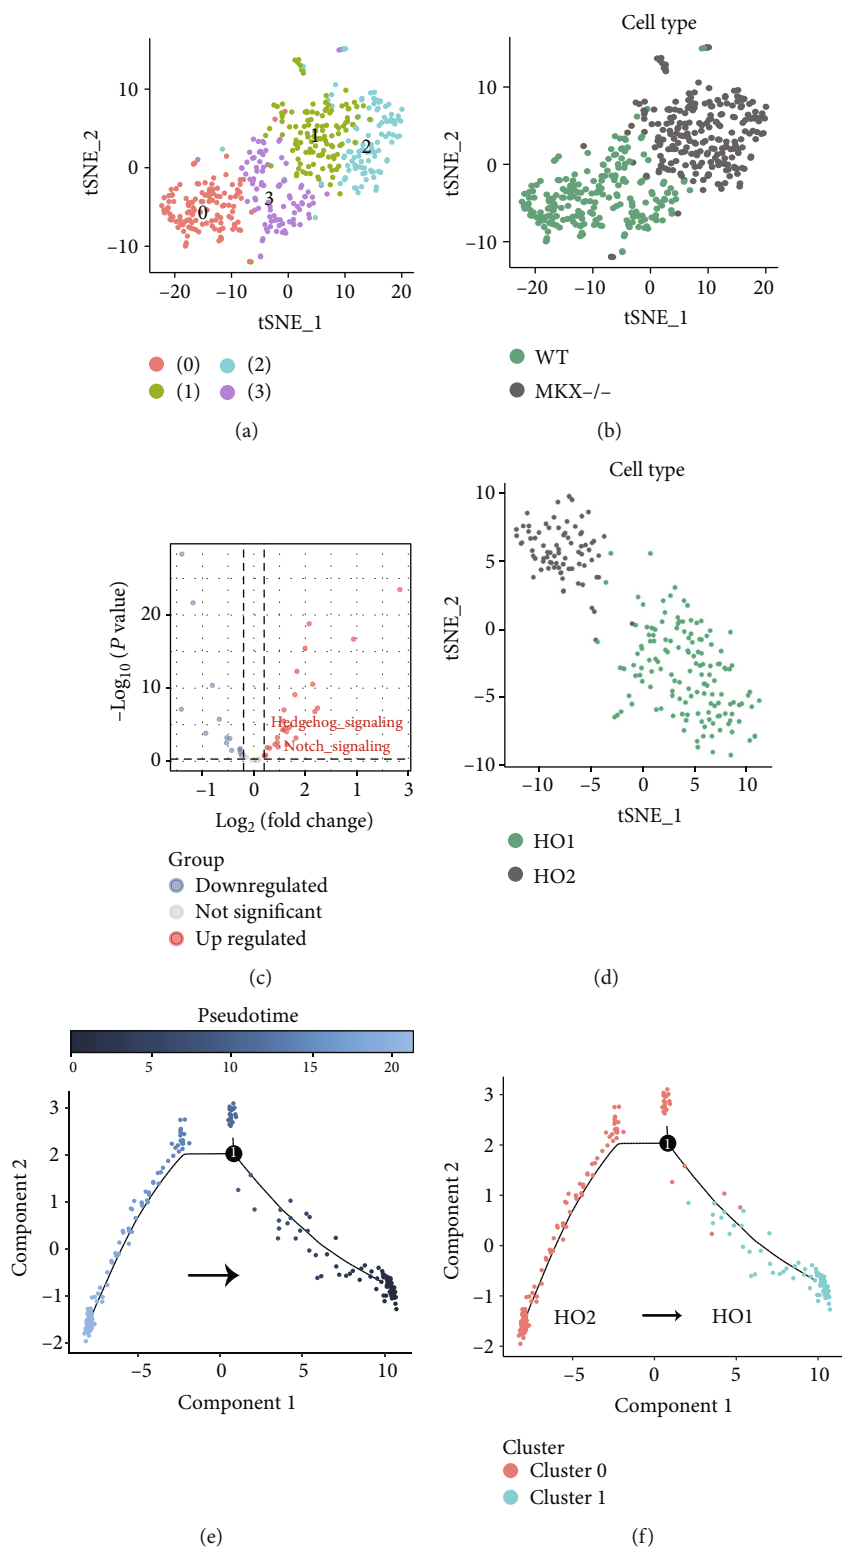 Cell type
tSNE_2
10
0
−10
0
1
2
3
−20
−10
0
10
20
tSNE_1
(0)
(2)
(1)
(3)
(a)
tSNE_2
10
0
−10
−20
−10
0
10
20
tSNE_1
WT
MKX−/−
(b)
−Log10 (P value)
20
10
0
Hedgehog_signaling
Notch_signaling
−1
0
2
1
3
Log2 (fold change)
Group
Downregulated
Not significant
Up regulated
(c)
Cell type
tSNE_2
10
5
0
−5
−10
−10
−5
0
5
10
tSNE_1
HO1
HO2
(d)
Pseudotime
0
5
10
15
20
Component 2
3
2
1
0
−1
−2
1
−5
0
5
10
Component 1
(e)
Component 2
3
2
1
0
−1
−2
1
HO2
HO1
−5
0
5
10
Component 1
Cluster
Cluster 0
Cluster 1
(f)